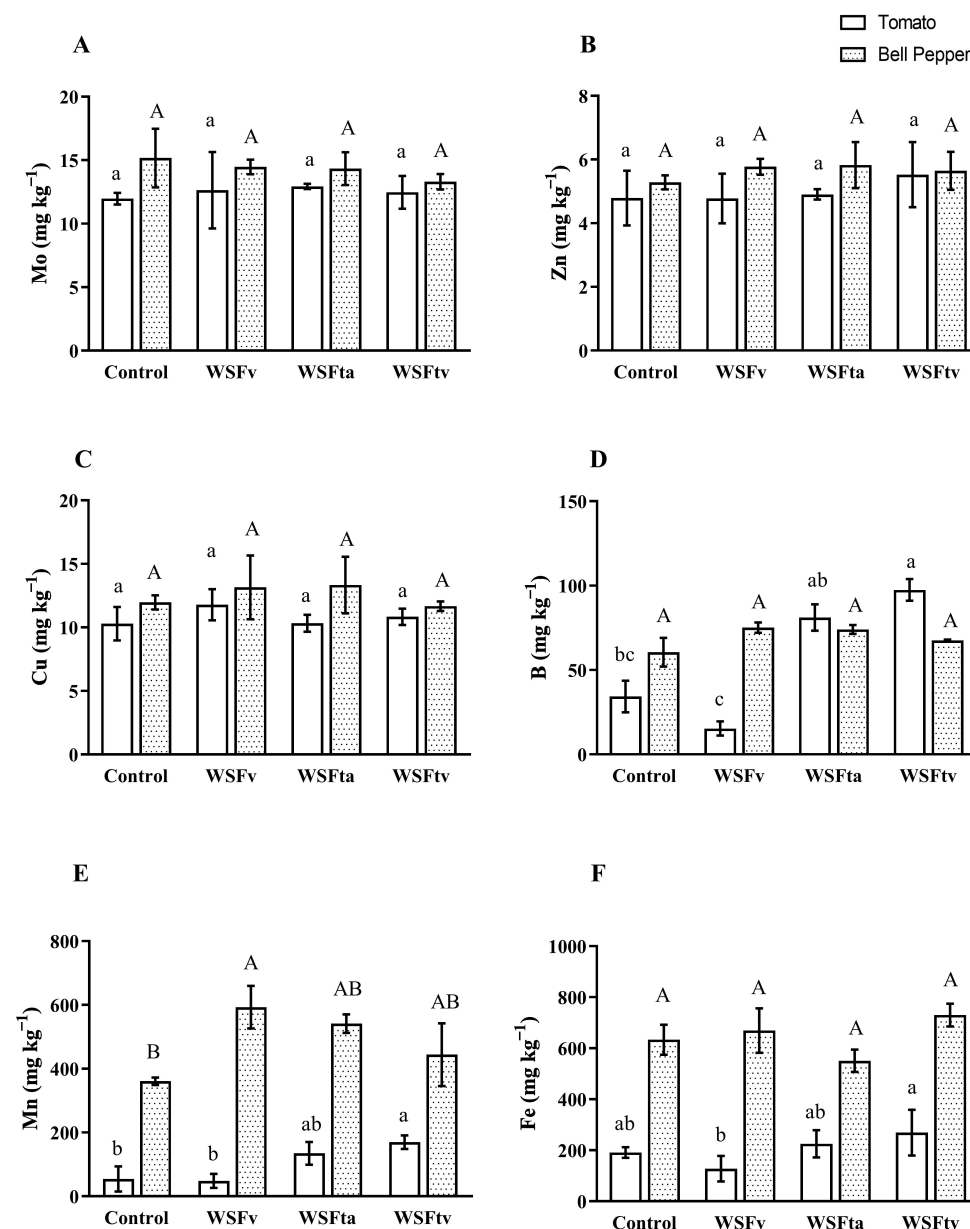 Tomato
Bell Pepper
A
B
Mo (mg kg−1)
20
15
10
5
0
a
A
a
A
a
A
a
A
Control WSFv WSFta WSFtv
Zn (mg kg−1)
8
6
4
2
0
a
A
a
A
a
A
a
A
Control WSFv WSFta WSFtv
C
D
Cu (mg kg−1)
20
15
10
5
0
a
A
a
A
a
A
a
A
Control WSFv WSFta WSFtv
B (mg kg−1)
150
100
50
0
bc
A
c
A
ab
A
a
A
Control WSFv WSFta WSFtv
E
F
Mn (mg kg−1)
800
600
400
200
0
b
B
b
A
ab
AB
a
AB
Control WSFv WSFta WSFtv
Fe (mg kg−1)
1000
800
600
400
200
0
ab
A
b
A
ab
A
a
A
Control WSFv WSFta WSFtv